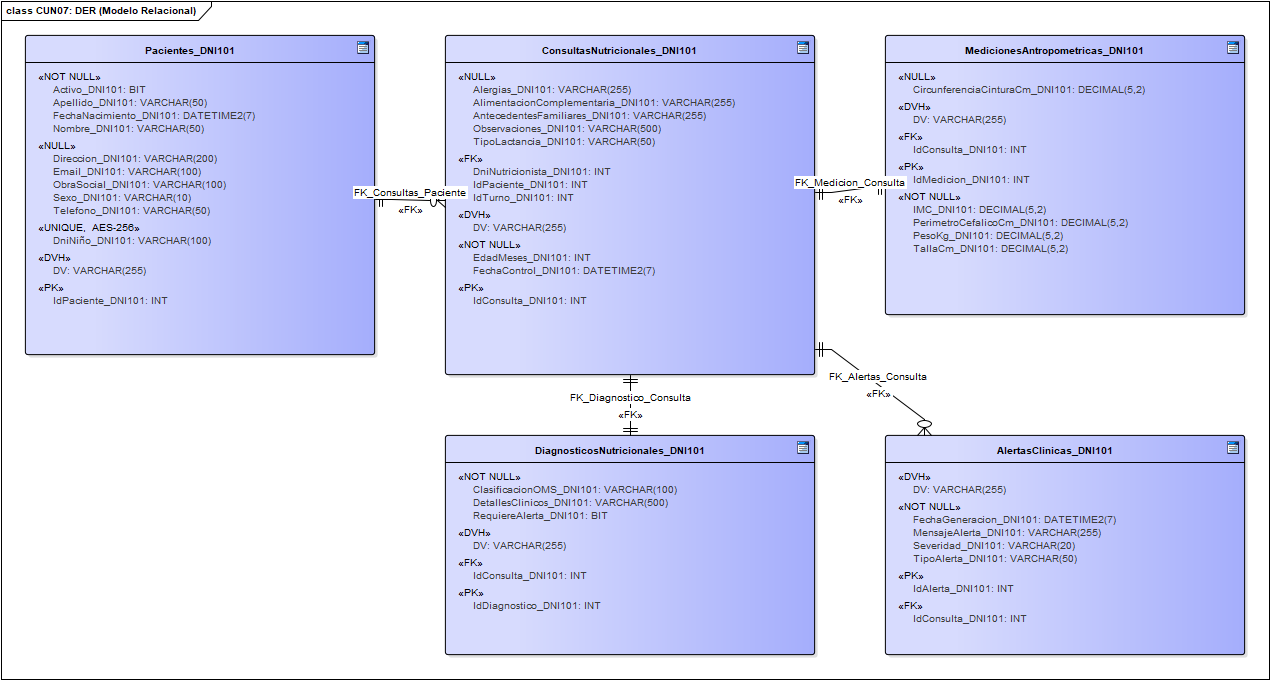 class CUN07: DER (Modelo Relacional)
Pacientes_DNI101
«NOT NULL»
Activo_DNI101: BIT
Apellido_DNI101: VARCHAR(50)
FechaNacimiento_DNI101: DATETIME2(7)
Nombre_DNI101: VARCHAR(50)
«NULL»
Direccion_DNI101: VARCHAR(200)
Email_DNI101: VARCHAR(100)
ObraSocial_DNI101: VARCHAR(100)
Sexo_DNI101: VARCHAR(10)
Telefono_DNI101: VARCHAR(50)
«UNIQUE, AES-256»
DniNiño_DNI101: VARCHAR(100)
«DVH»
DV: VARCHAR(255)
«PK»
IdPaciente_DNI101: INT
FK_Consultas_Paciente
«FK»
ConsultasNutricionales_DNI101
«NULL»
Alergias_DNI101: VARCHAR(255)
AlimentacionComplementaria_DNI101: VARCHAR(255)
AntecedentesFamiliares_DNI101: VARCHAR(255)
Observaciones_DNI101: VARCHAR(500)
TipoLactancia_DNI101: VARCHAR(50)
«FK»
DniNutricionista_DNI101: INT
IdPaciente_DNI101: INT
IdTurno_DNI101: INT
«DVH»
DV: VARCHAR(255)
«NOT NULL»
EdadMeses_DNI101: INT
FechaControl_DNI101: DATETIME2(7)
«PK»
IdConsulta_DNI101: INT
FK_Medicion_Consulta
«FK»
MedicionesAntropometricas_DNI101
«NULL»
CircunferenciaCinturaCm_DNI101: DECIMAL(5,2)
«DVH»
DV: VARCHAR(255)
«FK»
IdConsulta_DNI101: INT
«PK»
IdMedicion_DNI101: INT
«NOT NULL»
IMC_DNI101: DECIMAL(5,2)
PerimetroCefalicoCm_DNI101: DECIMAL(5,2)
PesoKg_DNI101: DECIMAL(5,2)
TallaCm_DNI101: DECIMAL(5,2)
FK_Diagnostico_Consulta
«FK»
FK_Alertas_Consulta
«FK»
DiagnosticosNutricionales_DNI101
«NOT NULL»
ClasificacionOMS_DNI101: VARCHAR(100)
DetallesClinicos_DNI101: VARCHAR(500)
RequiereAlerta_DNI101: BIT
«DVH»
DV: VARCHAR(255)
«FK»
IdConsulta_DNI101: INT
«PK»
IdDiagnostico_DNI101: INT
AlertasClinicas_DNI101
«DVH»
DV: VARCHAR(255)
«NOT NULL»
FechaGeneracion_DNI101: DATETIME2(7)
MensajeAlerta_DNI101: VARCHAR(255)
Severidad_DNI101: VARCHAR(20)
TipoAlerta_DNI101: VARCHAR(50)
«PK»
IdAlerta_DNI101: INT
«FK»
IdConsulta_DNI101: INT